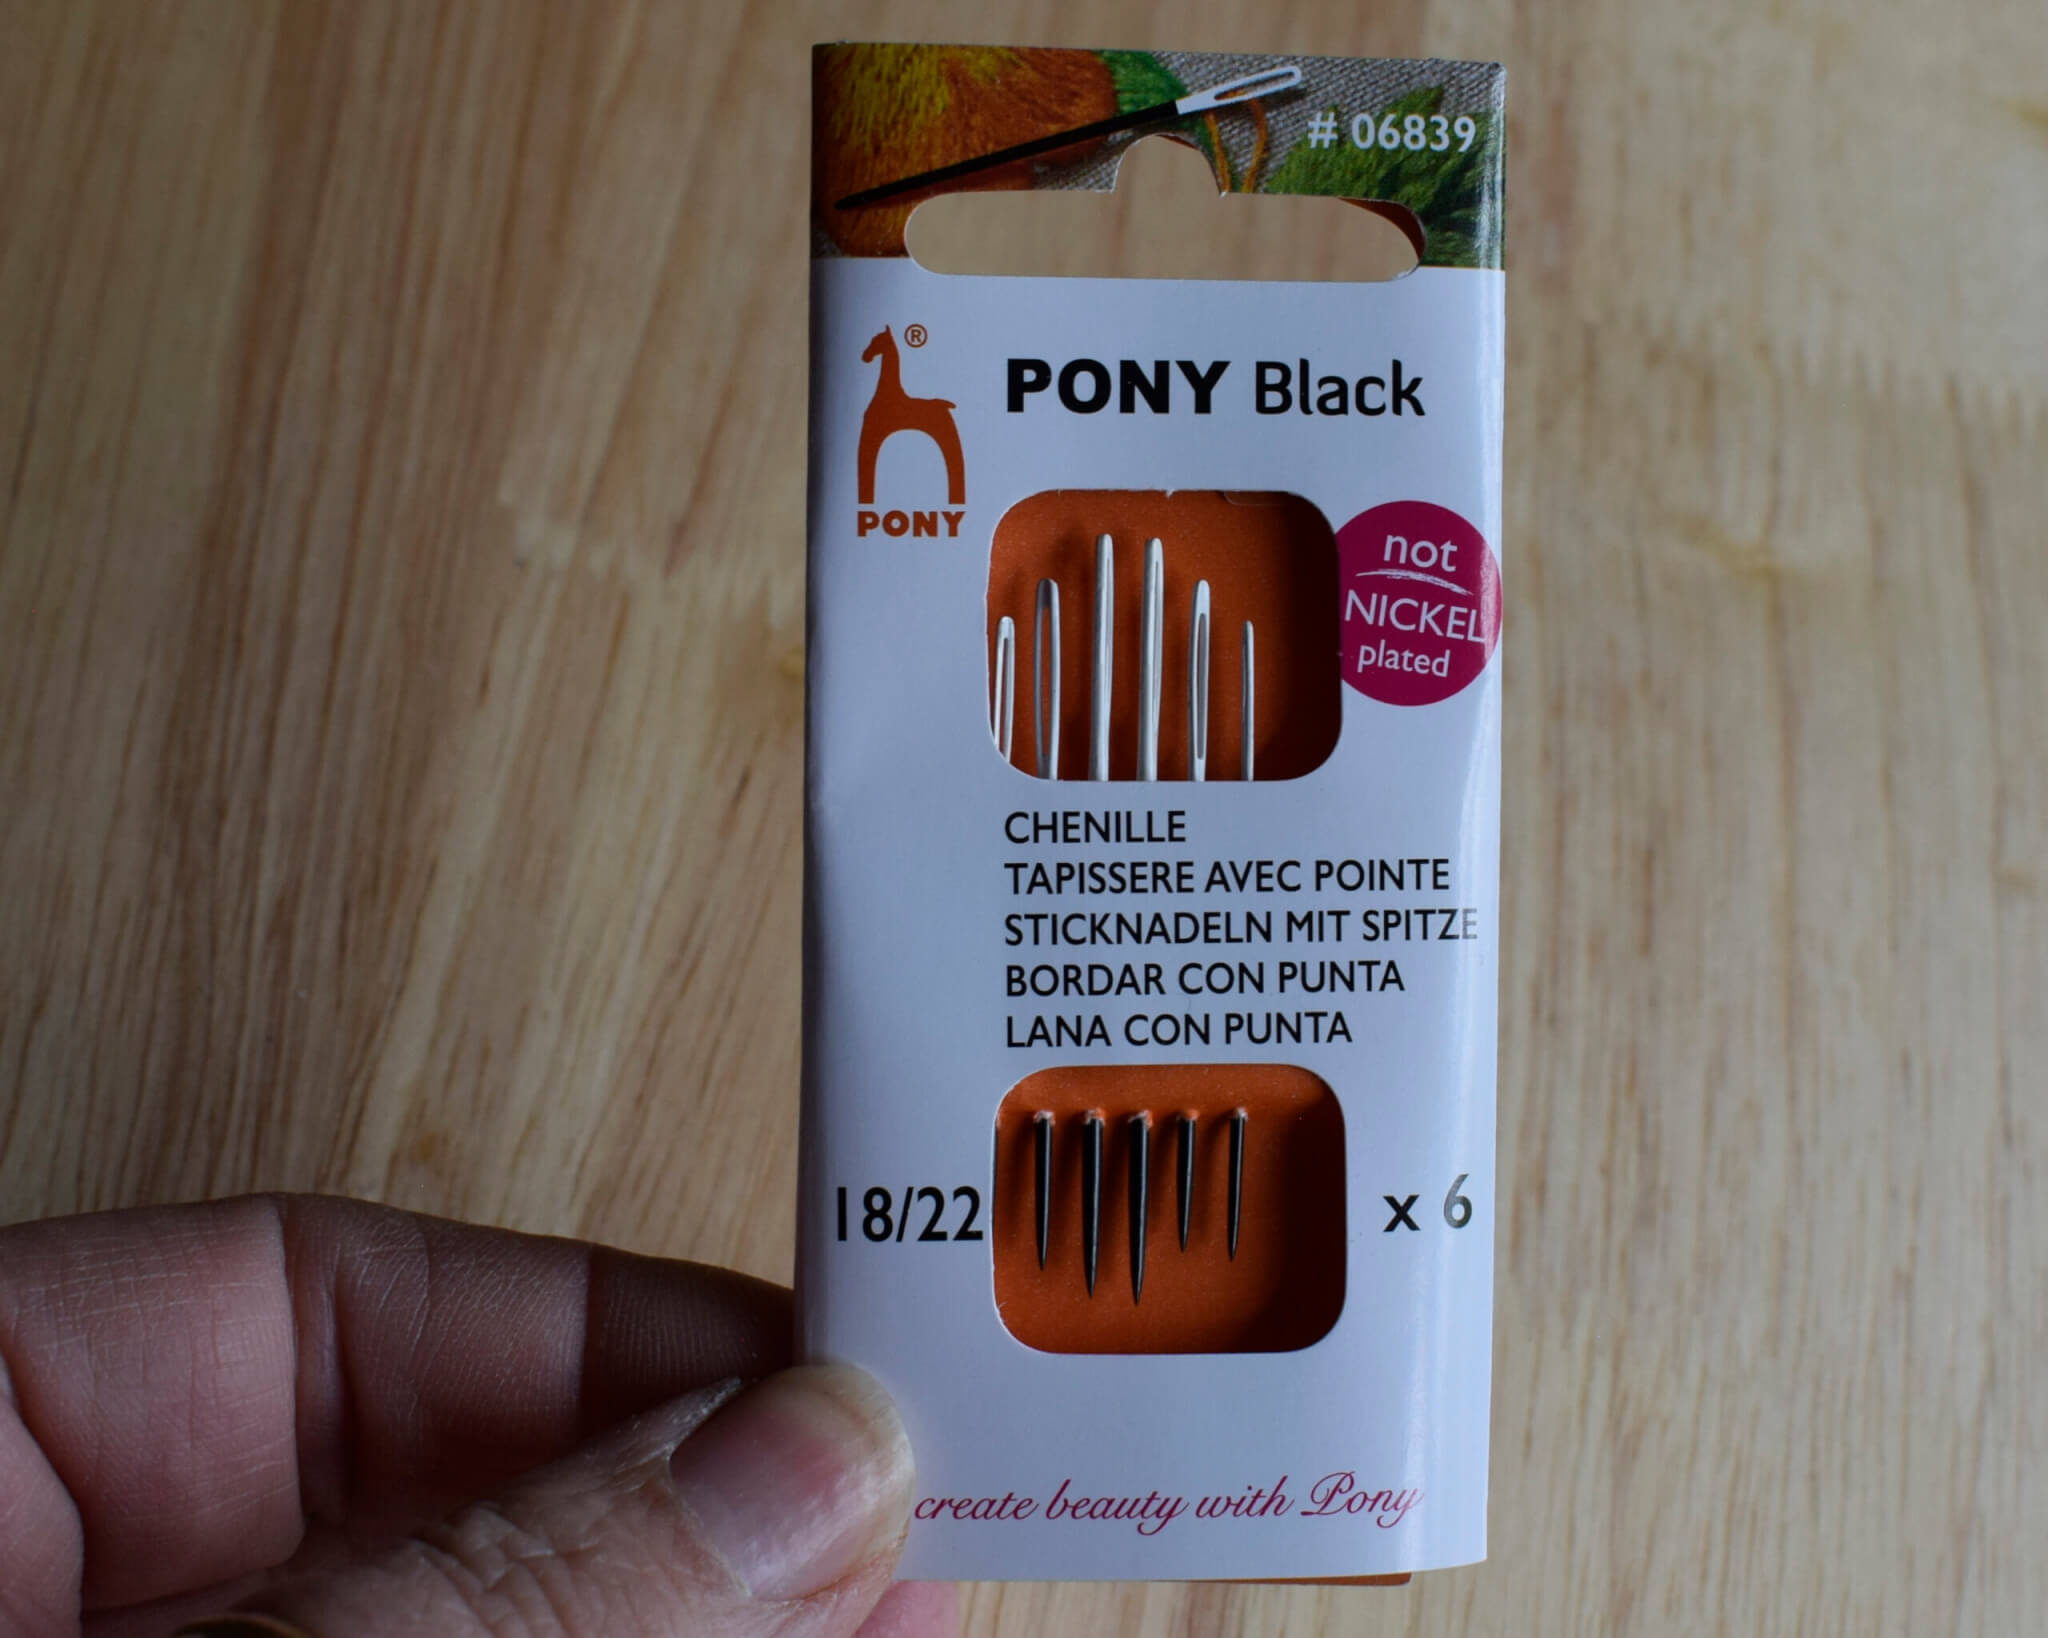 # 06839
®
PONY
PONY Black
not
NICKEL
plated
CHENILLE
TAPISSERE AVEC POINTE
STICKNADELN MIT SPITZE
BORDAR CON PUNTA
LANA CON PUNTA
18/22
x 6
create beauty with Pony